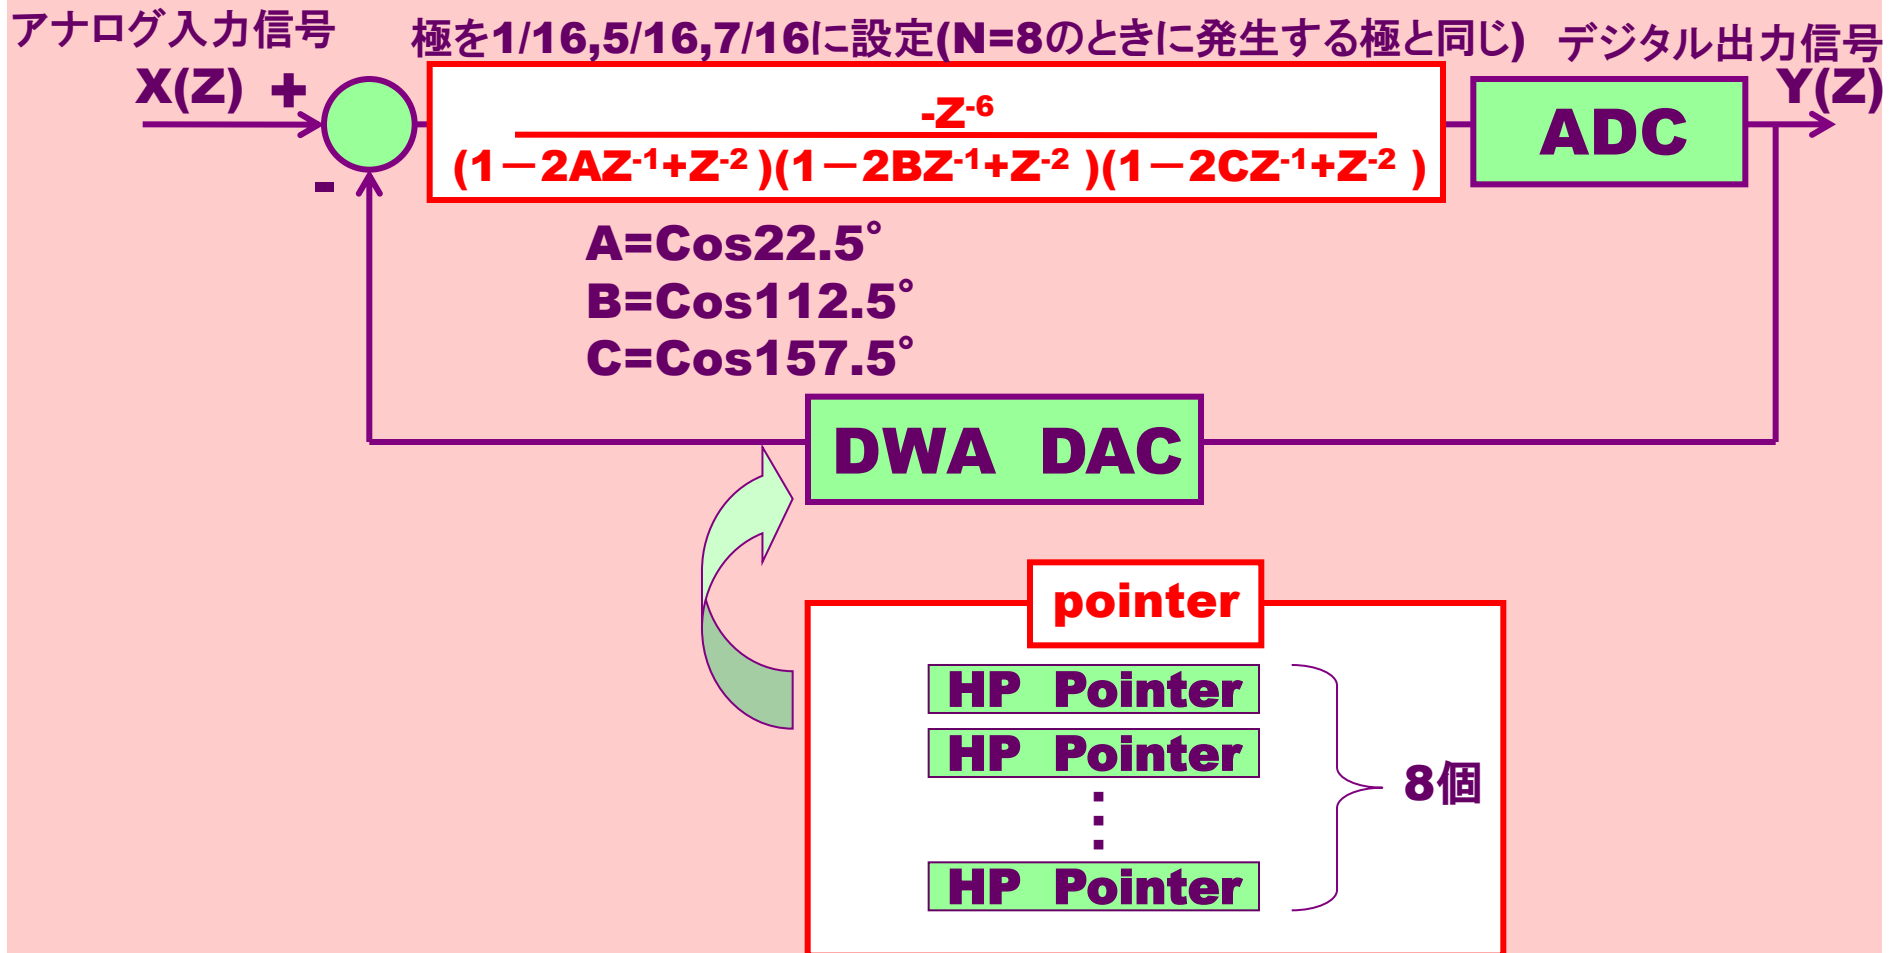 アナログ入力信号
極を1/16,5/16,7/16に設定(N=8のときに発生する極と同じ)
デジタル出力信号
X(Z) +
Y(Z)
-Z-6
(1－2AZ-1+Z-2 )(1－2BZ-1+Z-2 )(1－2CZ-1+Z-2 )
ADC
-
A=Cos22.5°
B=Cos112.5°
C=Cos157.5°
DWA DAC
pointer
HP Pointer
HP Pointer
⋮
8個
HP Pointer